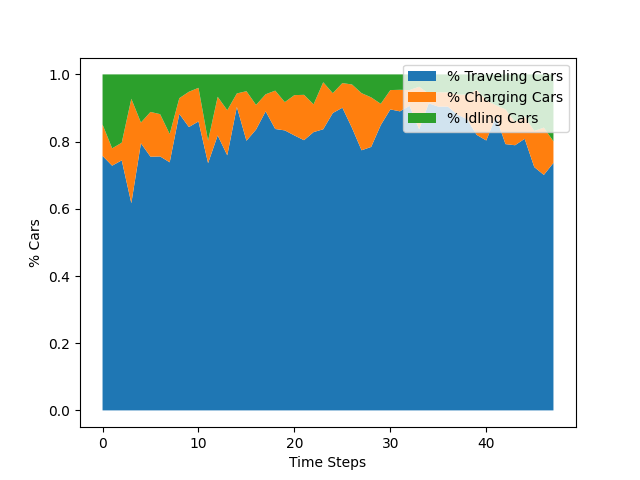 % Traveling Cars
% Charging Cars
% Idling Cars
1.0
0.8
0.6
0.4
0.2
0.0
% Cars
0 10 20 30 40
Time Steps